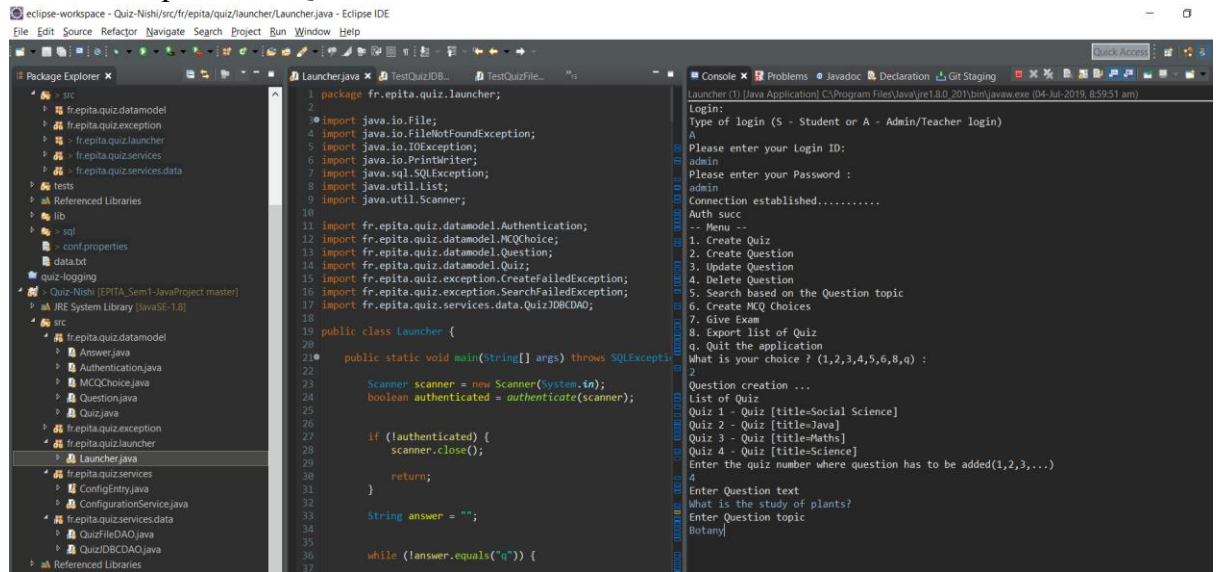 eclipse-workspace - Quiz-Nishi/src/fr/epita/quiz/launcher/Launcher.java - Eclipse IDE
File Edit Source Refactor Navigate Search Project Run Window Help
Quick Access
Package Explorer
> src
fr.epita.quiz.datamodel
fr.epita.quiz.exception
> fr.epita.quiz.launcher
> fr.epita.quiz.services
> fr.epita.quiz.services.data
tests
Referenced Libraries
lib
> sql
> conf.properties
data.txt
quiz-logging
> Quiz-Nishi [EPITA_Sem1-JavaProject master]
JRE System Library [JavaSE-1.8]
src
fr.epita.quiz.datamodel
Answer.java
Authentication.java
MCQChoice.java
Question.java
Quiz.java
fr.epita.quiz.exception
fr.epita.quiz.launcher
Launcher.java
fr.epita.quiz.services
ConfigEntry.java
ConfigurationService.java
fr.epita.quiz.services.data
QuizFileDAO.java
QuizJDBCDAO.java
Referenced Libraries
Launcher.java TestQuizJDB... TestQuizFile...
1 package fr.epita.quiz.launcher;
2
3 import java.io.File;
4 import java.io.FileNotFoundException;
5 import java.io.IOException;
6 import java.io.PrintWriter;
7 import java.sql.SQLException;
8 import java.util.List;
9 import java.util.Scanner;
10
11 import fr.epita.quiz.datamodel.Authentication;
12 import fr.epita.quiz.datamodel.MCQChoice;
13 import fr.epita.quiz.datamodel.Question;
14 import fr.epita.quiz.datamodel.Quiz;
15 import fr.epita.quiz.exception.CreateFailedException;
16 import fr.epita.quiz.exception.SearchFailedException;
17 import fr.epita.quiz.services.data.QuizJDBCDAO;
18
19 public class Launcher {
20
21 public static void main(String[] args) throws SQLExcepti
22
23 Scanner scanner = new Scanner(System.in);
24 boolean authenticated = authenticate(scanner);
25
26
27 if (!authenticated) {
28 scanner.close();
29
30 return;
31 }
32
33 String answer = "";
34
35
36 while (!answer.equals("q")) {
37
Console Problems Javadoc Declaration Git Staging
Launcher (1) [Java Application] C:\Program Files\Java\jre1.8.0_201\bin\javaw.exe (04-Jul-2019, 8:59:51 am)
Login:
Type of login (S - Student or A - Admin/Teacher login)
A
Please enter your Login ID:
admin
Please enter your Password :
admin
Connection established...........
Auth succ
-- Menu --
1. Create Quiz
2. Create Question
3. Update Question
4. Delete Question
5. Search based on the Question topic
6. Create MCQ Choices
7. Give Exam
8. Export list of Quiz
q. Quit the application
What is your choice ? (1,2,3,4,5,6,8,q) :
2
Question creation ...
List of Quiz
Quiz 1 - Quiz [title=Social Science]
Quiz 2 - Quiz [title=Java]
Quiz 3 - Quiz [title=Maths]
Quiz 4 - Quiz [title=Science]
Enter the quiz number where question has to be added(1,2,3,...)
4
Enter Question text
What is the study of plants?
Enter Question topic
Botany